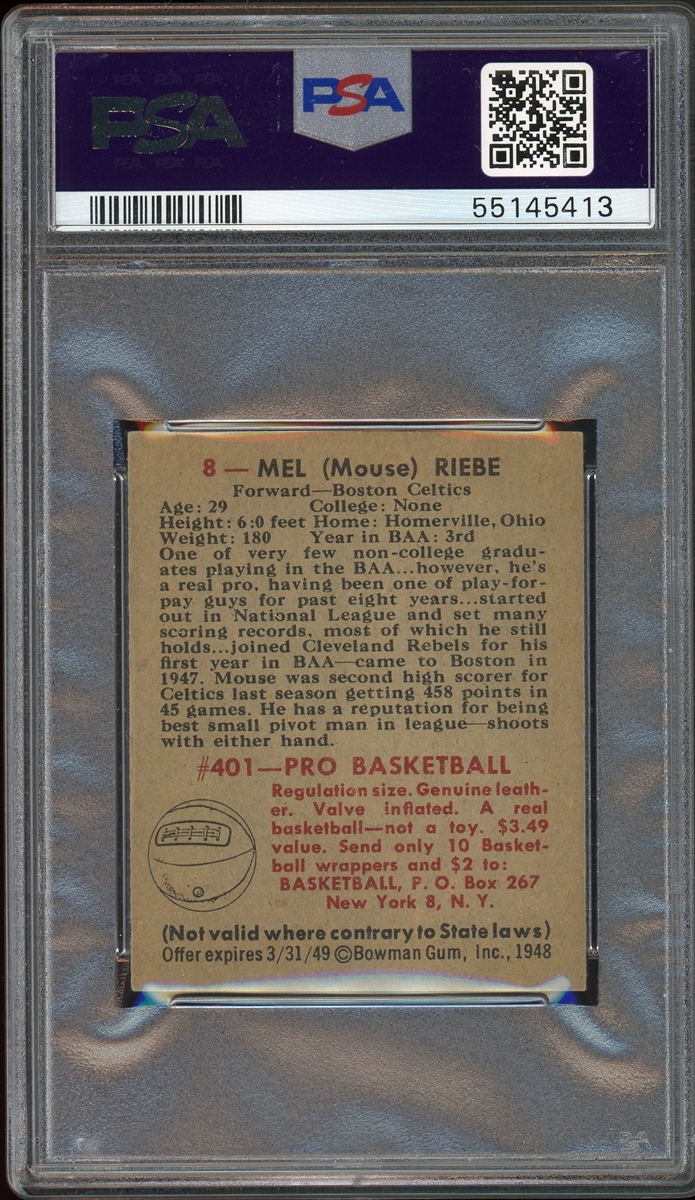 PSA
PSA
55145413
8 — MEL (Mouse) RIEBE
Forward—Boston Celtics
Age: 29 College: None
Height: 6:0 feet Home: Homerville, Ohio
Weight: 180 Year in BAA: 3rd
One of very few non-college gradu-
ates playing in the BAA...however, he's
a real pro, having been one of play-for-
pay guys for past eight years...started
out in National League and set many
scoring records, most of which he still
holds...joined Cleveland Rebels for his
first year in BAA—came to Boston in
1947. Mouse was second high scorer for
Celtics last season getting 458 points in
45 games. He has a reputation for being
best small pivot man in league—shoots
with either hand.
#401—PRO BASKETBALL
Regulation size. Genuine leath-
er. Valve inflated. A real
basketball—not a toy. $3.49
value. Send only 10 Basket-
ball wrappers and $2 to:
BASKETBALL, P. O. Box 267
New York 8, N. Y.
(Not valid where contrary to State laws)
Offer expires 3/31/49 ©Bowman Gum, Inc., 1948